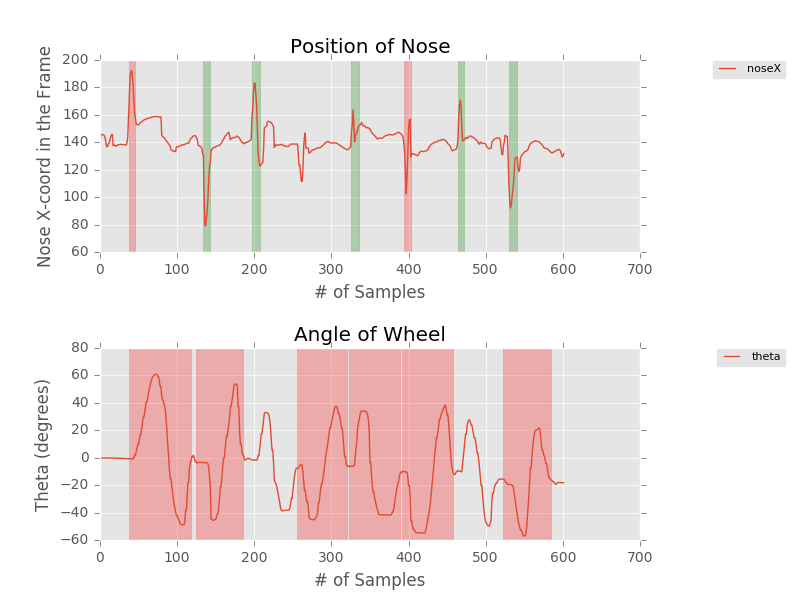 Position of Nose
200
180
160
140
120
100
80
60
Nose X-coord in the Frame
0 100 200 300 400 500 600 700
# of Samples
noseX
Angle of Wheel
80
60
40
20
0
−20
−40
−60
Theta (degrees)
0 100 200 300 400 500 600 700
# of Samples
theta